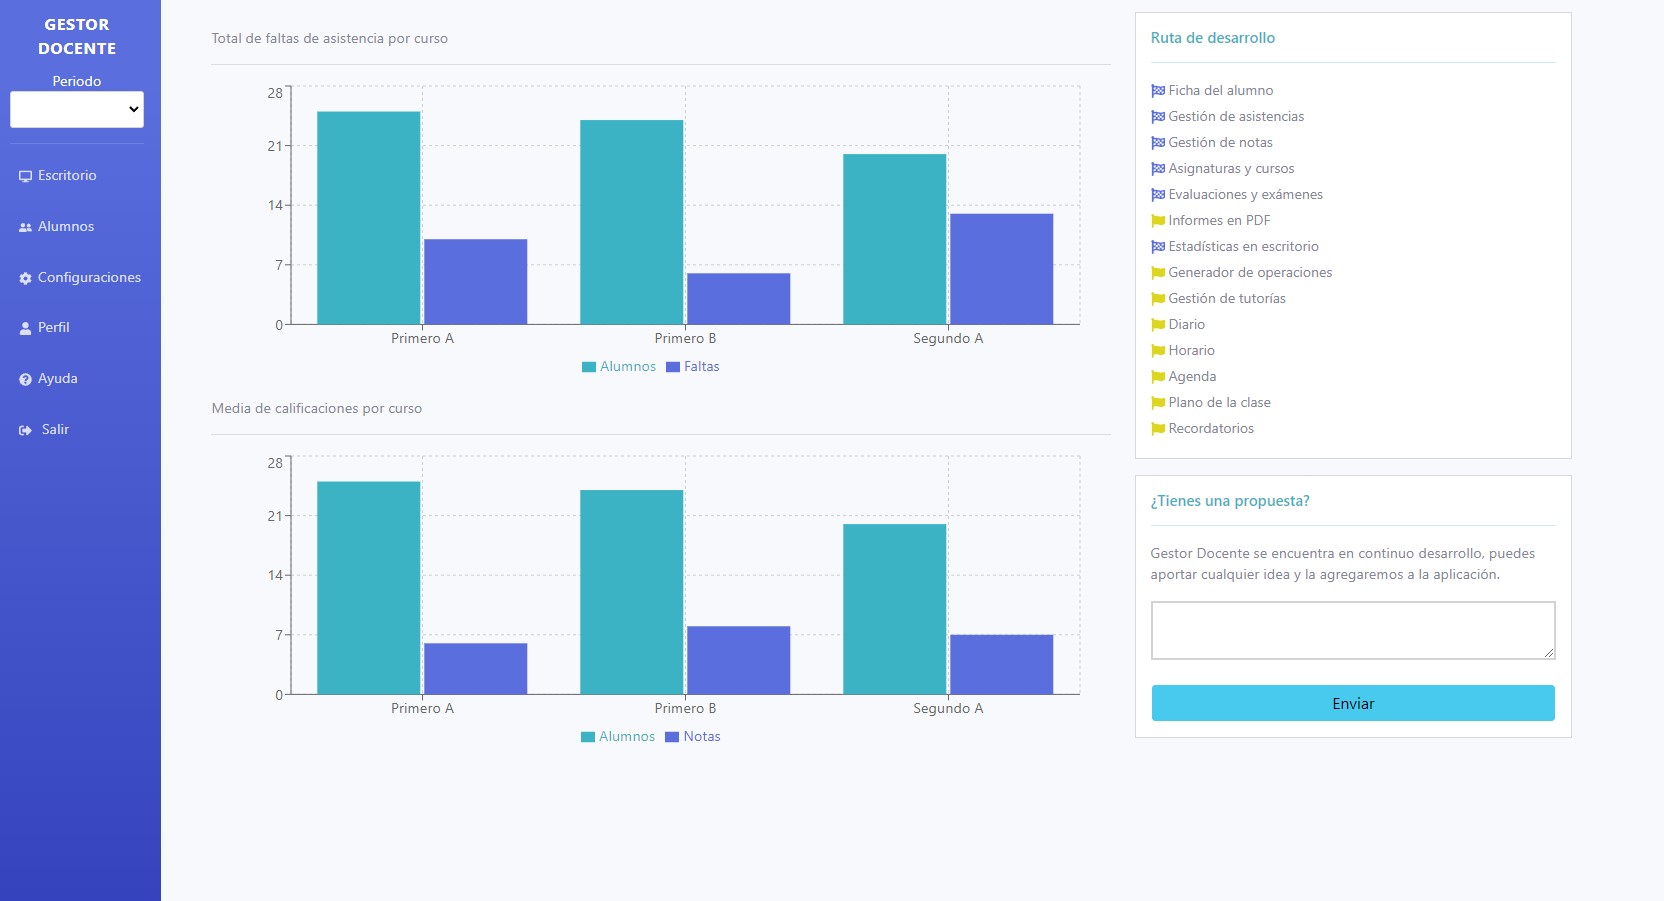 GESTOR
DOCENTE
Periodo
Escritorio
Alumnos
Configuraciones
Perfil
Ayuda
Salir
Total de faltas de asistencia por curso
28
21
14
7
0
Primero A
Primero B
Segundo A
Alumnos
Faltas
Media de calificaciones por curso
28
21
14
7
0
Primero A
Primero B
Segundo A
Alumnos
Notas
Ruta de desarrollo
Ficha del alumno
Gestión de asistencias
Gestión de notas
Asignaturas y cursos
Evaluaciones y exámenes
Informes en PDF
Estadísticas en escritorio
Generador de operaciones
Gestión de tutorías
Diario
Horario
Agenda
Plano de la clase
Recordatorios
¿Tienes una propuesta?
Gestor Docente se encuentra en continuo desarrollo, puedes
aportar cualquier idea y la agregaremos a la aplicación.
Enviar